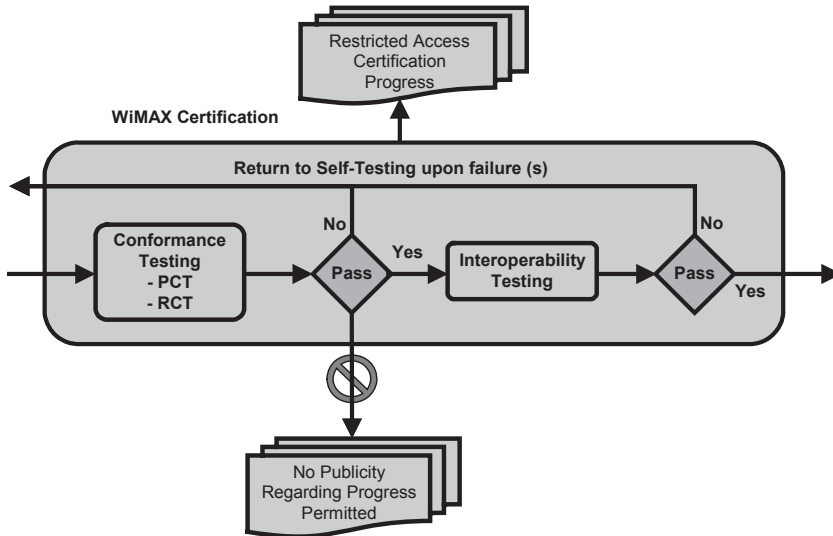 Restricted Access
Certification
Progress
WiMAX Certification
Return to Self-Testing upon failure (s)
No
No
Conformance
Testing
- PCT
- RCT
Pass
Yes
Interoperability
Testing
Pass
Yes
No Publicity
Regarding Progress
Permitted